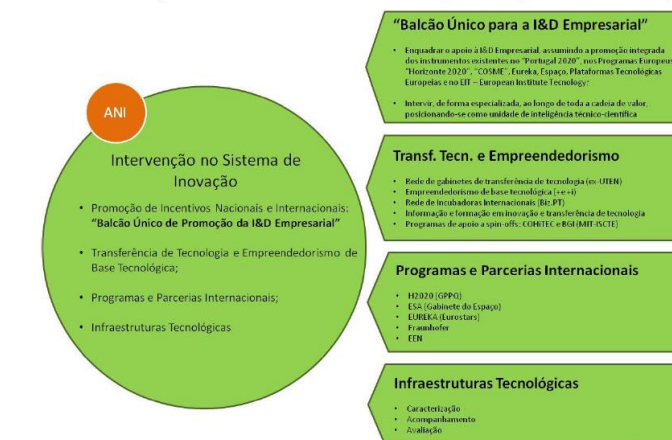 ANI
Intervenção no Sistema de
Inovação
• Promoção de Incentivos Nacionais e Internacionais:
“Balcão Único de Promoção da I&D Empresarial”
• Transferência de Tecnologia e Empreendedorismo de
Base Tecnológica;
• Programas e Parcerias Internacionais;
• Infraestruturas Tecnológicas
“Balcão Único para a I&D Empresarial”
• Enquadrar o apoio à I&D Empresarial, assumindo a promoção integrada
dos instrumentos existentes no “Portugal 2020”, nos Programas Europeus
“Horizonte 2020”, “COSME”, Eureka, Espaço, Plataformas Tecnológicas
Europeias e no EIT – European Institute Tecnology;
• Intervir, de forma especializada, ao longo de toda a cadeia de valor,
posicionando-se como unidade de inteligência técnico-científica
Transf. Tecn. e Empreendedorismo
• Rede de gabinetes de transferência de tecnologia (ex-UTEN)
• Empreendedorismo de base tecnológica (+e+i)
• Rede de incubadoras Internacionais (Biz.PT)
• Informação e formação em inovação e transferência de tecnologia
• Programas de apoio a spin-offs: COHiTEC e BGI (MIT-ISCTE)
Programas e Parcerias Internacionais
• H2020 (GPPQ)
• ESA (Gabinete do Espaço)
• EUREKA (Eurostars)
• Fraunhofer
• EEN
Infraestruturas Tecnológicas
• Caracterização
• Acompanhamento
• Avaliação